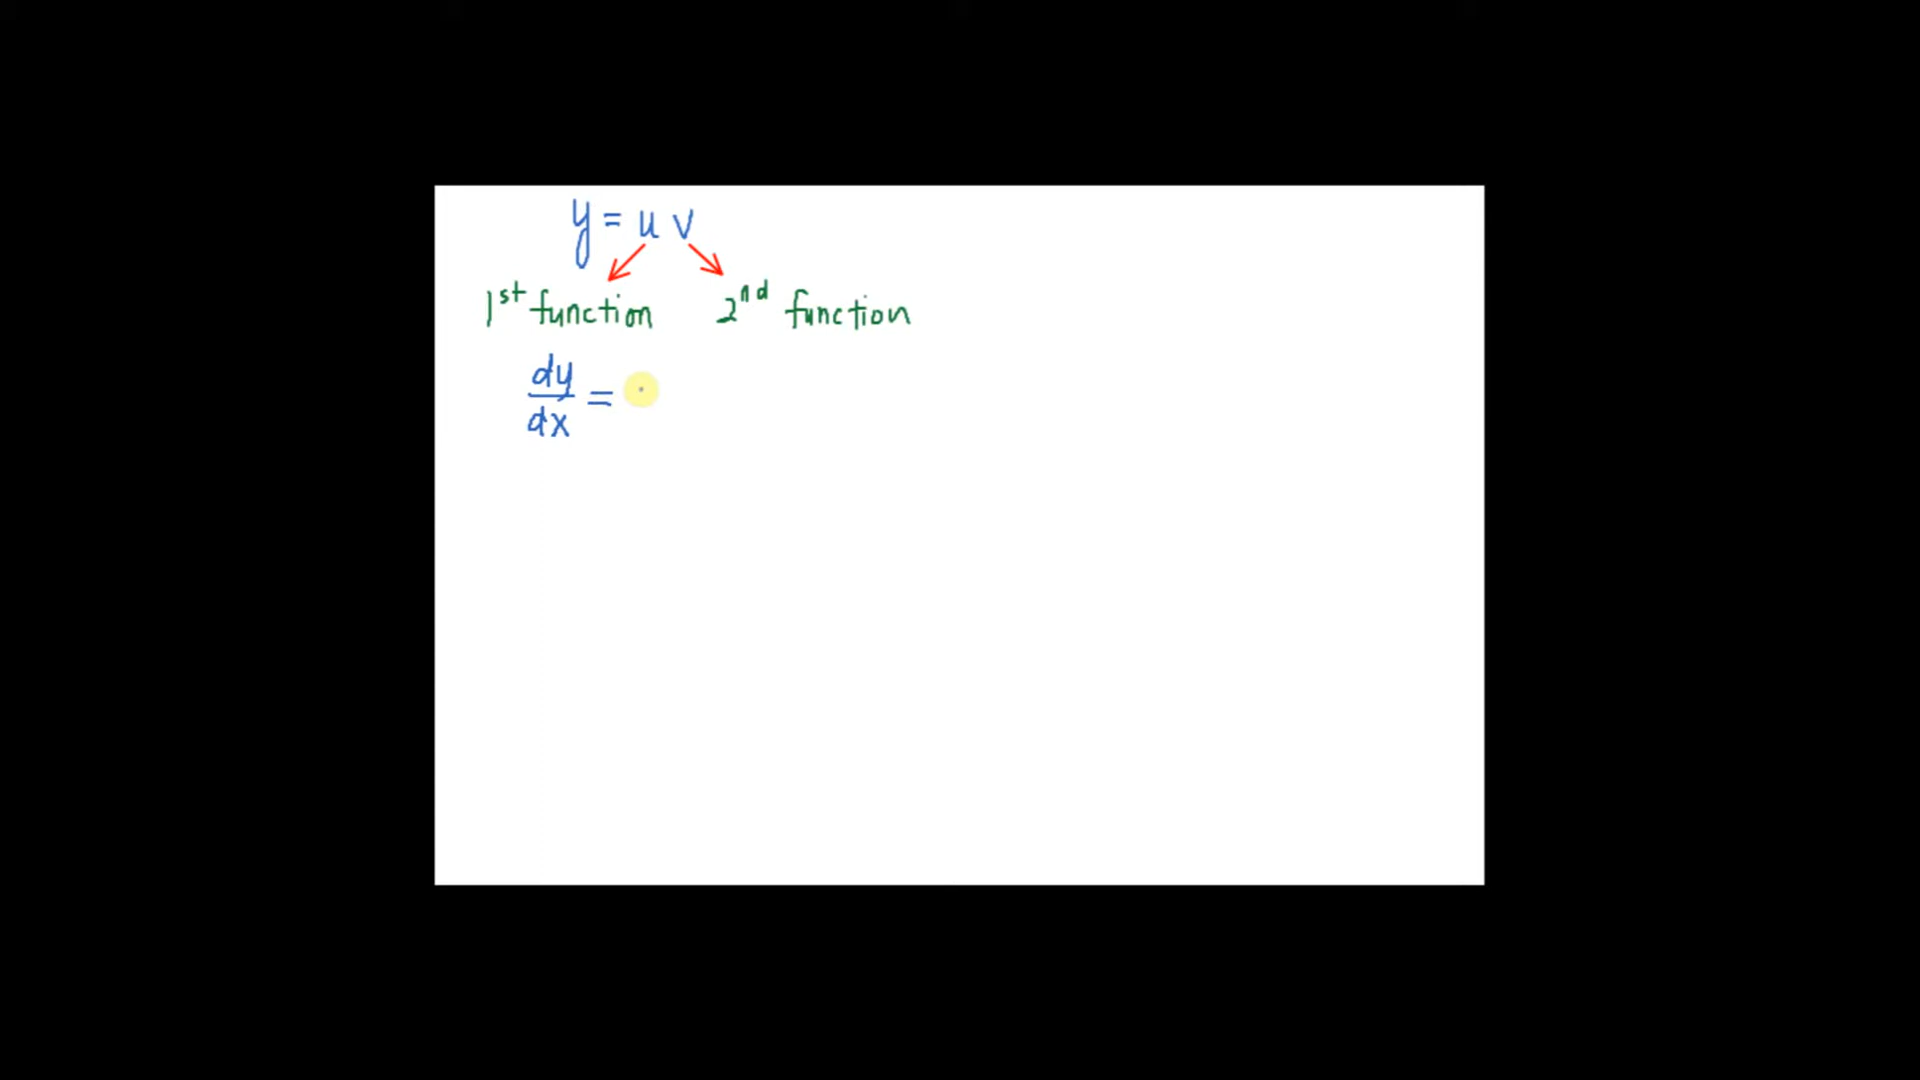 y = u v
1st function 2nd function
dy/dx =